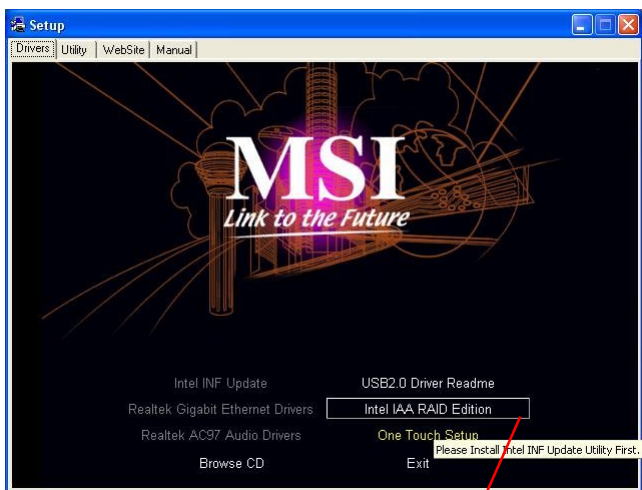 Setup
Drivers Utility WebSite Manual
MSI
Link to the Future
Intel INF Update USB2.0 Driver Readme
Realtek Gigabit Ethernet Drivers Intel IAA RAID Edition
Realtek AC97 Audio Drivers One Touch Setup
Please Install Intel INF Update Utility First.
Browse CD Exit